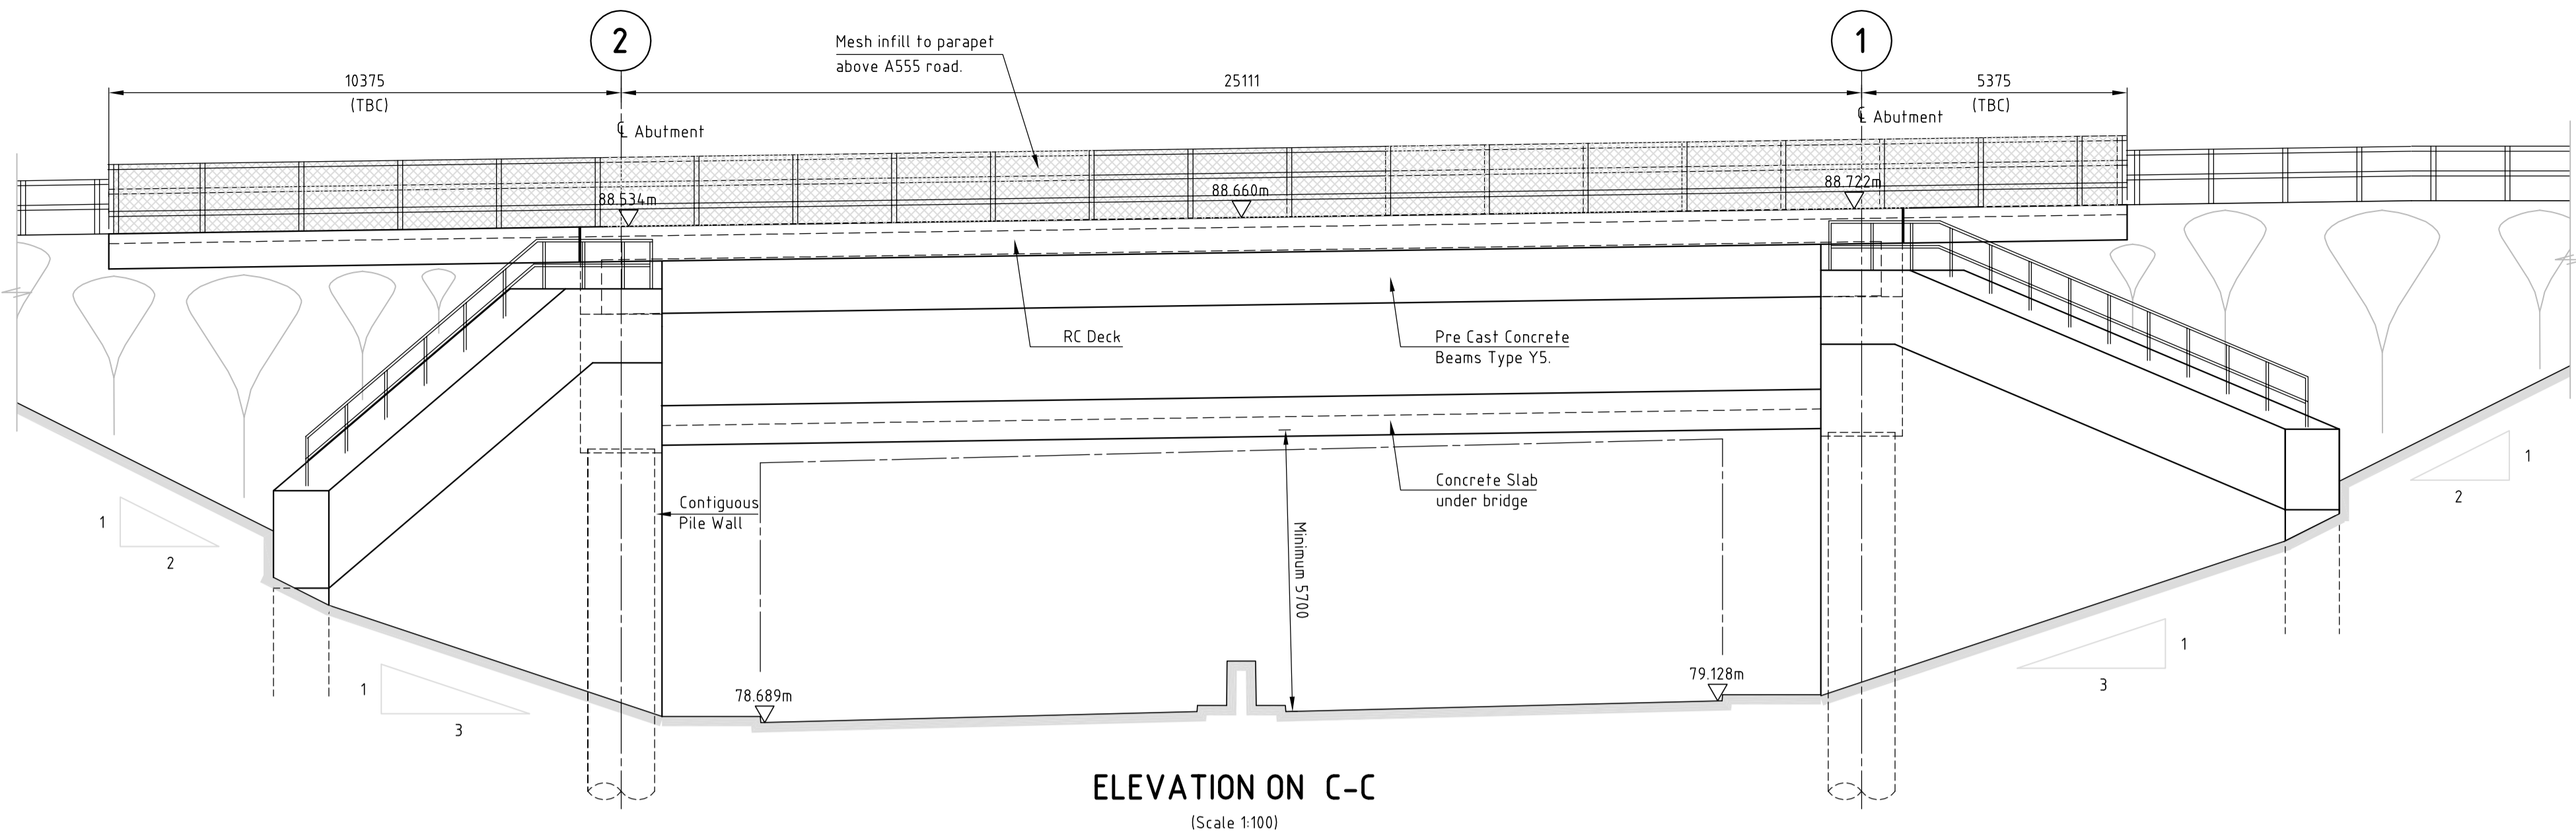 2
1
Mesh infill to parapet
above A555 road.
10375
(TBC)
25111
5375
(TBC)
℄ Abutment
℄ Abutment
88.534m
88.660m
88.722m
RC Deck
Pre Cast Concrete
Beams Type Y5.
Concrete Slab
under bridge
Contiguous
Pile Wall
Minimum 5700
1
2
1
2
1
3
1
3
78.689m
79.128m
ELEVATION ON C-C
(Scale 1:100)